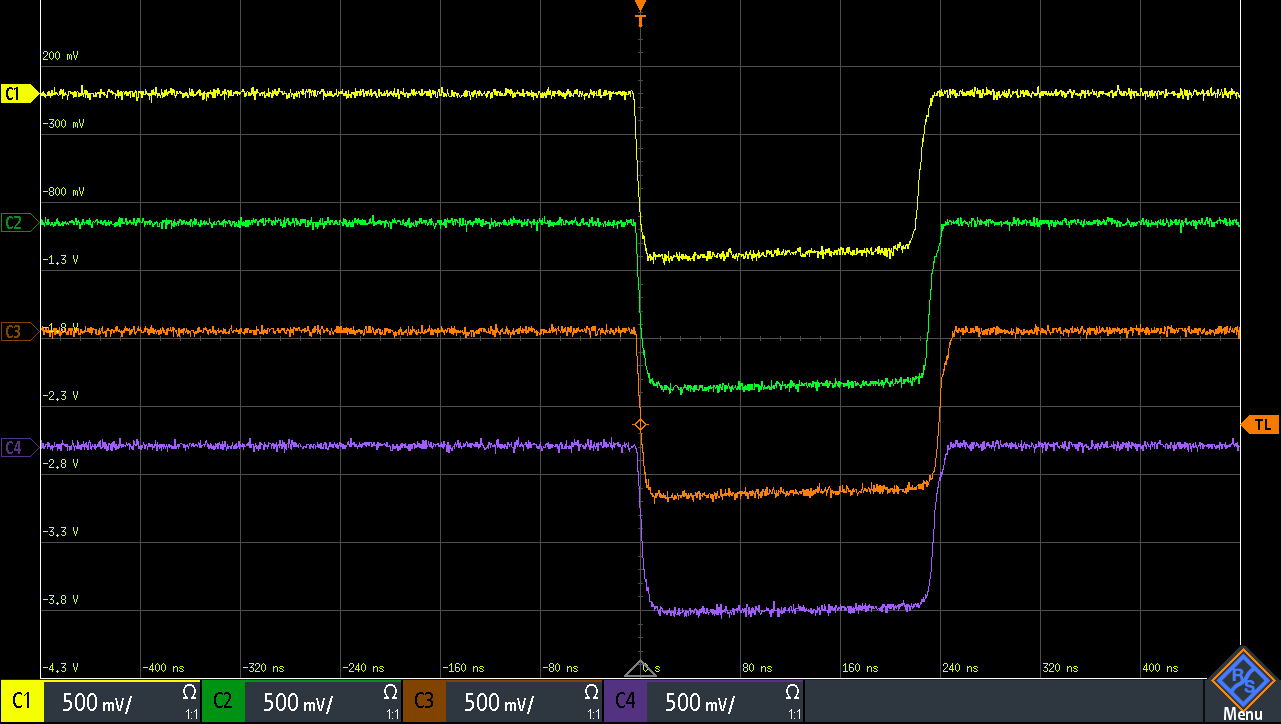 T
200 mV
C1
-300 mV
-800 mV
C2
-1.3 V
-1.8 V
C3
-2.3 V
TL
C4
-2.8 V
-3.3 V
-3.8 V
-4.3 V -400 ns -320 ns -240 ns -160 ns -80 ns 0 s 80 ns 160 ns 240 ns 320 ns 400 ns
C1 500 mV/ Ω 1:1 C2 500 mV/ Ω 1:1 C3 500 mV/ Ω 1:1 C4 500 mV/ Ω 1:1
R S
Menu